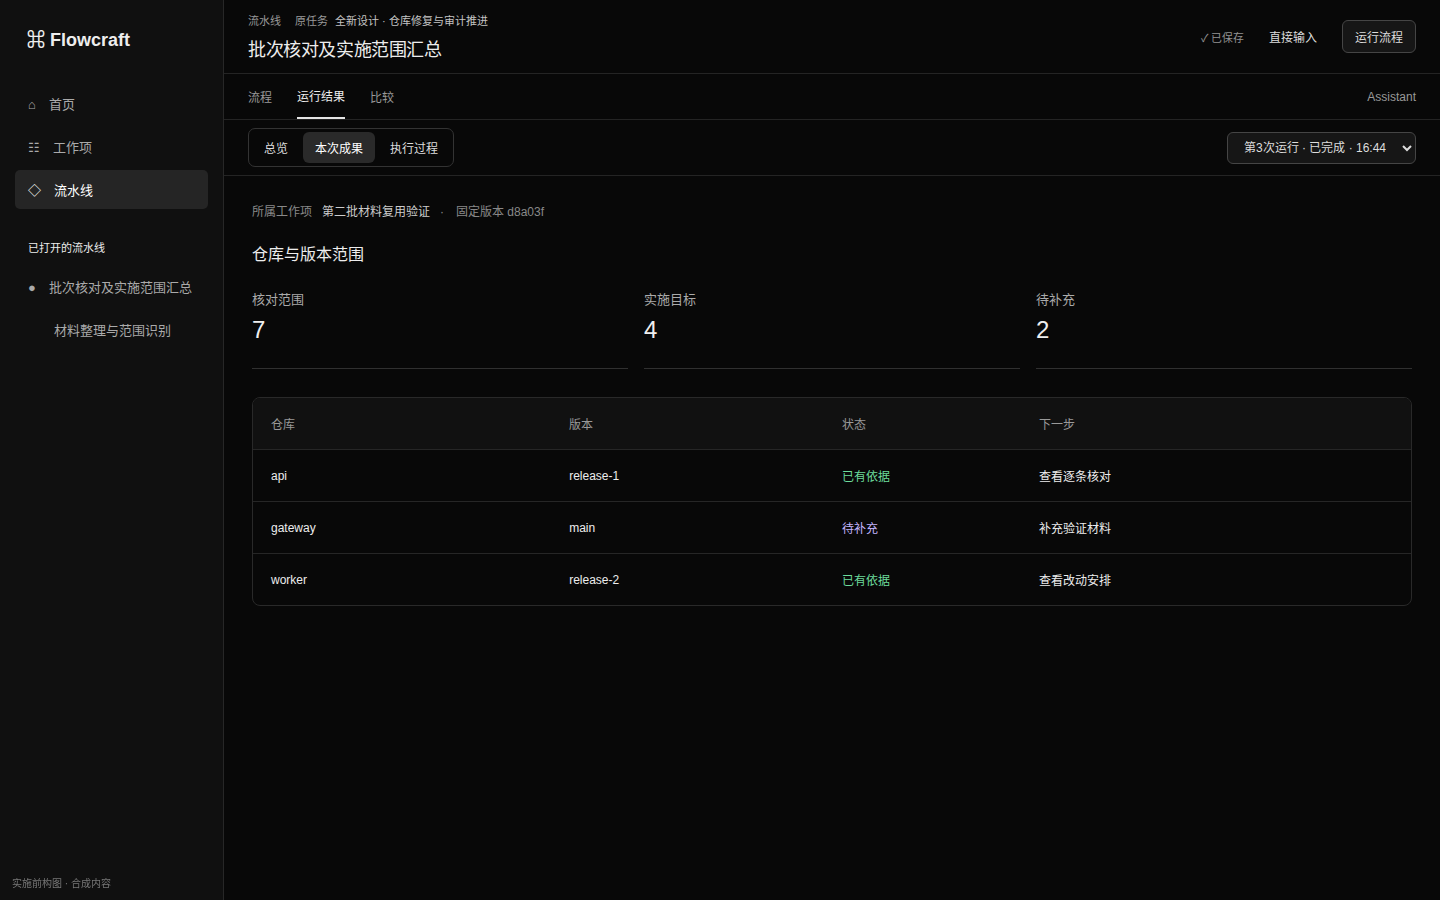 ⌘ Flowcraft
⌂ 首页
☷ 工作项
◇ 流水线
已打开的流水线
● 批次核对及实施范围汇总
材料整理与范围识别
实施前构图 · 合成内容
流水线 原任务 全新设计 · 仓库修复与审计推进
批次核对及实施范围汇总
✓ 已保存 直接输入 运行流程
流程 运行结果 比较 Assistant
总览 本次成果 执行过程 第3次运行 · 已完成 · 16:44
所属工作项 第二批材料复用验证 · 固定版本 d8a03f
仓库与版本范围
核对范围 实施目标 待补充
7 4 2
仓库 版本 状态 下一步
api release-1 已有依据 查看逐条核对
gateway main 待补充 补充验证材料
worker release-2 已有依据 查看改动安排